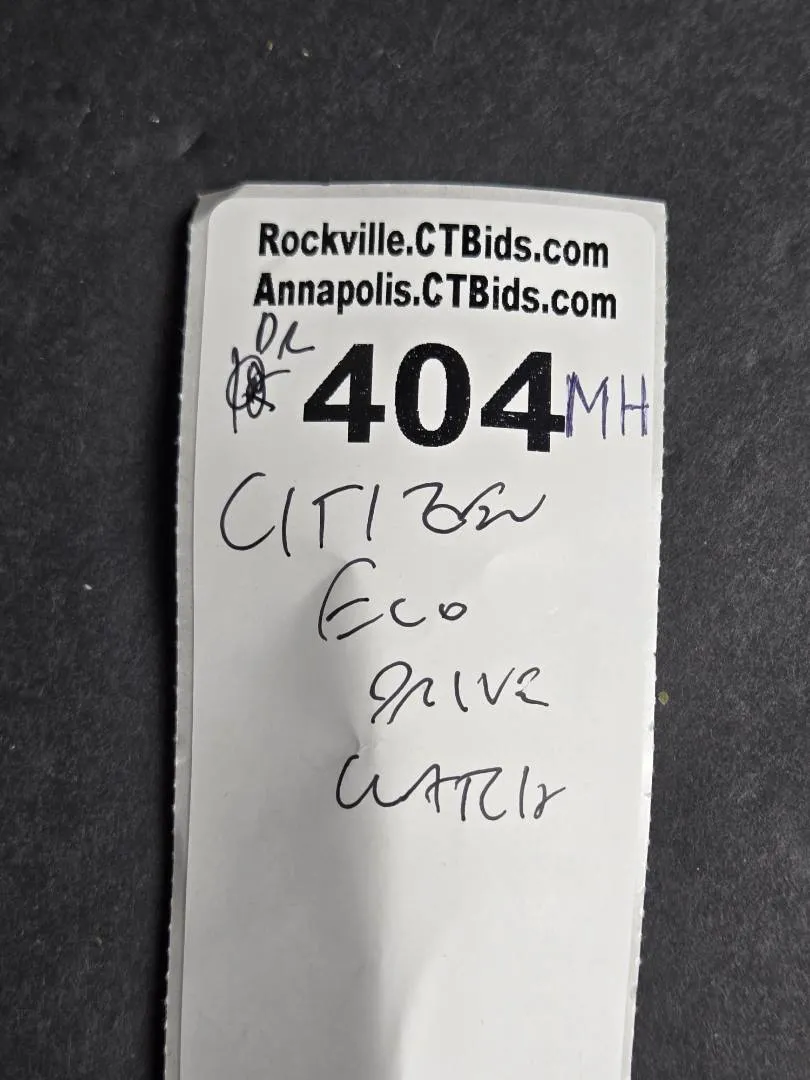 Rockville.CTBids.com
Annapolis.CTBids.com
DR
404 MH
CITIZEN
ECO
DRIVE
WATCH